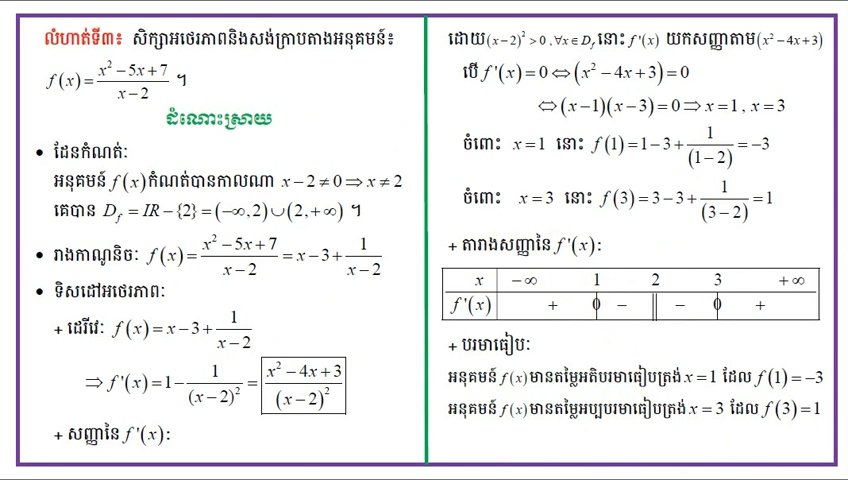 លំហាត់ទី៣៖ សិក្សាអថេរភាពនិងសង់ក្រាបតាងអនុគមន៍៖
f(x) = (x² − 5x + 7)/(x − 2) ។
ដំណោះស្រាយ
• ដែនកំណត់ៈ
អនុគមន៍ f(x) កំណត់បានកាលណា x − 2 ≠ 0 ⇒ x ≠ 2
គេបាន D_f = IR − {2} = (−∞, 2) ∪ (2, +∞) ។
• រាងកាណូនិចៈ f(x) = (x² − 5x + 7)/(x − 2) = x − 3 + 1/(x − 2)
• ទិសដៅអថេរភាពៈ
+ ដេរីវេៈ f(x) = x − 3 + 1/(x − 2)
⇒ f'(x) = 1 − 1/(x − 2)² = (x² − 4x + 3)/(x − 2)²
+ សញ្ញានៃ f'(x):
ដោយ (x − 2)² > 0 , ∀x ∈ D_f នោះ f'(x) យកសញ្ញាតាម (x² − 4x + 3)
បើ f'(x) = 0 ⇔ (x² − 4x + 3) = 0
⇔ (x − 1)(x − 3) = 0 ⇒ x = 1 , x = 3
ចំពោះ x = 1 នោះ f(1) = 1 − 3 + 1/(1 − 2) = −3
ចំពោះ x = 3 នោះ f(3) = 3 − 3 + 1/(3 − 2) = 1
+ តារាងសញ្ញានៃ f'(x):
x −∞ 1 2 3 +∞
f'(x) + 0 − || − 0 +
+ បរមាធៀបៈ
អនុគមន៍ f(x) មានតម្លៃអតិបរមាធៀបត្រង់ x = 1 ដែល f(1) = −3
អនុគមន៍ f(x) មានតម្លៃអប្បបរមាធៀបត្រង់ x = 3 ដែល f(3) = 1